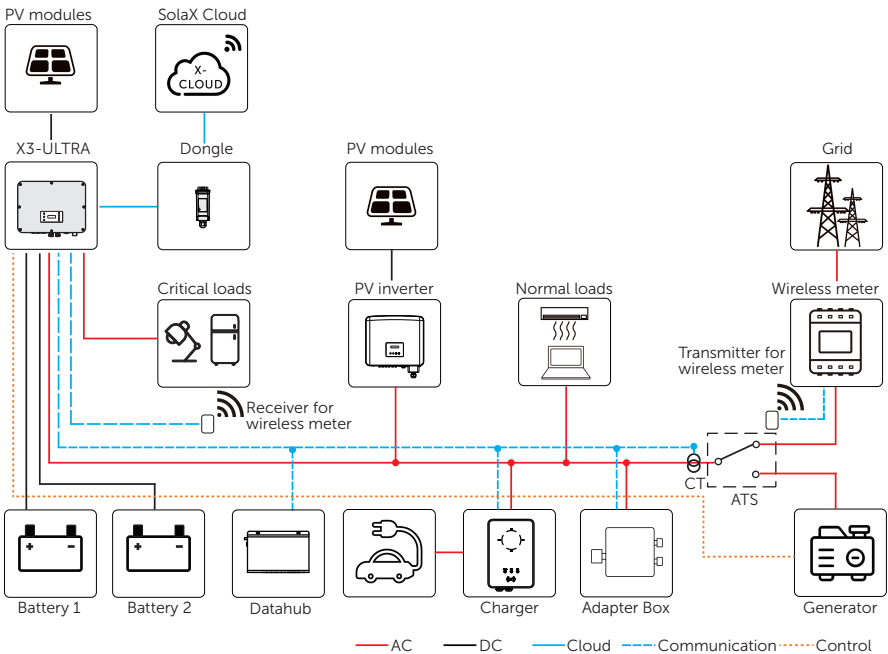 PV modules
SolaX Cloud
X-
CLOUD
X3-ULTRA
Dongle
PV modules
Grid
Critical loads
PV inverter
Normal loads
Wireless meter
Transmitter for
wireless meter
Receiver for
wireless meter
CT
ATS
+ −
+ −
Battery 1
Battery 2
Datahub
Charger
Adapter Box
Generator
AC
DC
Cloud
Communication
Control